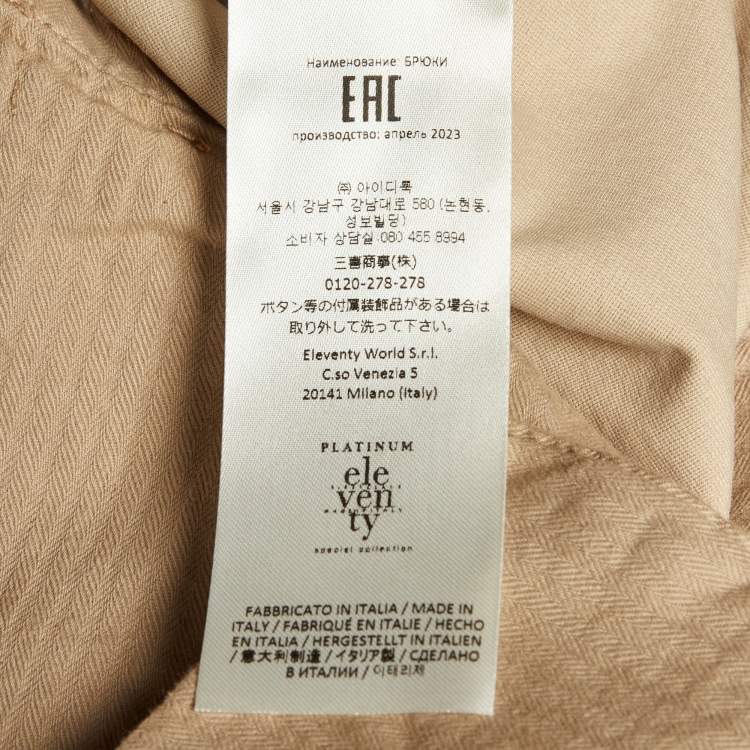 Наименование: БРЮКИ
EAC
производство: апрель 2023
㈜ 아이디룩
서울시 강남구 강남대로 580 (논현동,
성보빌딩)
소비자 상담실:080 455 8994
三喜商事(株)
0120-278-278
ボタン等の付属装飾品がある場合は
取り外して洗って下さい。
Eleventy World S.r.l.
C.so Venezia 5
20141 Milano (Italy)
PLATINUM
ele
ven
ty
special collection
FABBRICATO IN ITALIA / MADE IN
ITALY / FABRIQUÉ EN ITALIE / HECHO
EN ITALIA / HERGESTELLT IN ITALIEN
/ 意大利制造 / イタリア製 / СДЕЛАНО
В ИТАЛИИ / 이태리제